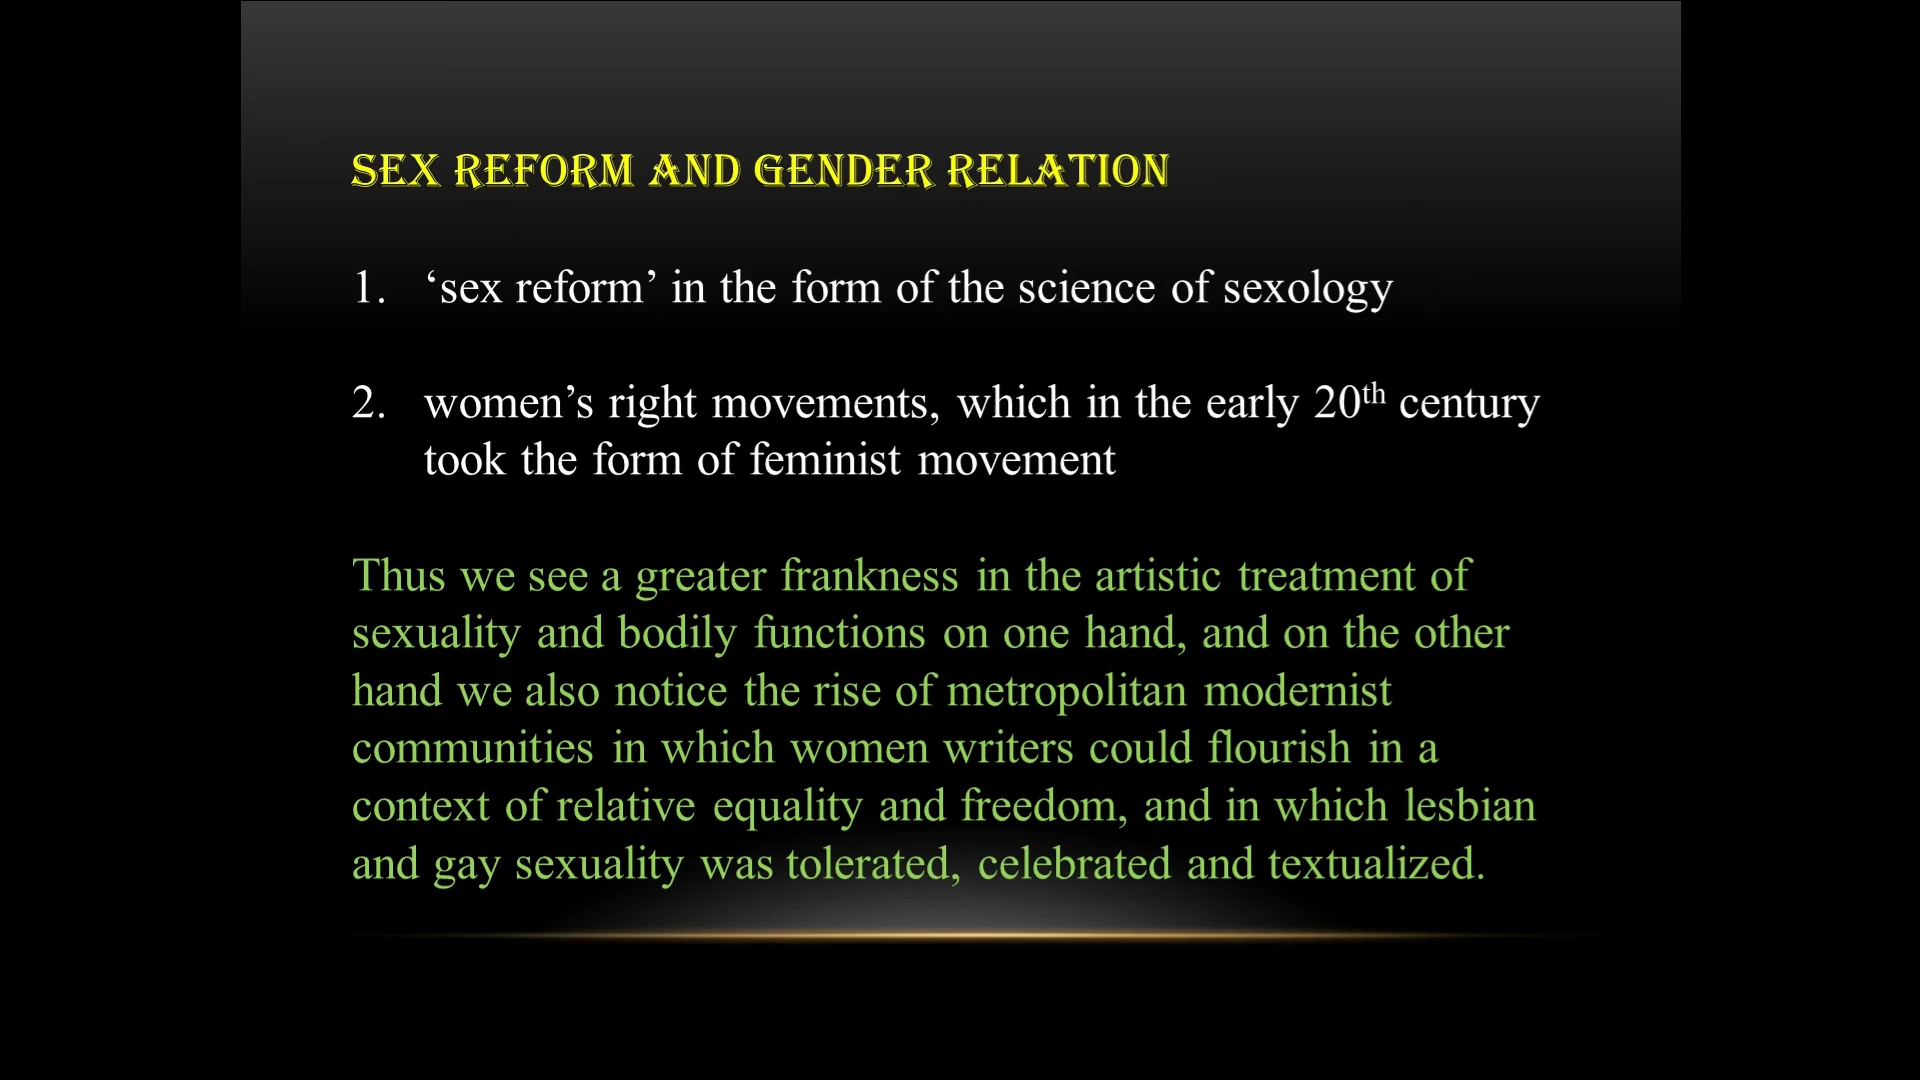 SEX REFORM AND GENDER RELATION
1. ‘sex reform’ in the form of the science of sexology
2. women’s right movements, which in the early 20th century
took the form of feminist movement
Thus we see a greater frankness in the artistic treatment of
sexuality and bodily functions on one hand, and on the other
hand we also notice the rise of metropolitan modernist
communities in which women writers could flourish in a
context of relative equality and freedom, and in which lesbian
and gay sexuality was tolerated, celebrated and textualized.